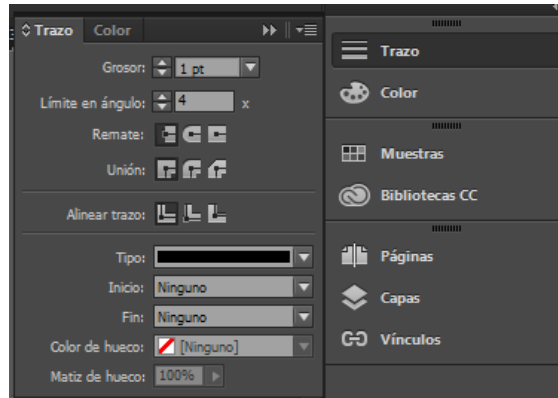 Trazo Color
Grosor: 1 pt
Límite en ángulo: 4 x
Remate:
Unión:
Alinear trazo:
Tipo:
Inicio: Ninguno
Fin: Ninguno
Color de hueco: [Ninguno]
Matiz de hueco: 100%
Trazo
Color
Muestras
Bibliotecas CC
Páginas
Capas
Vínculos